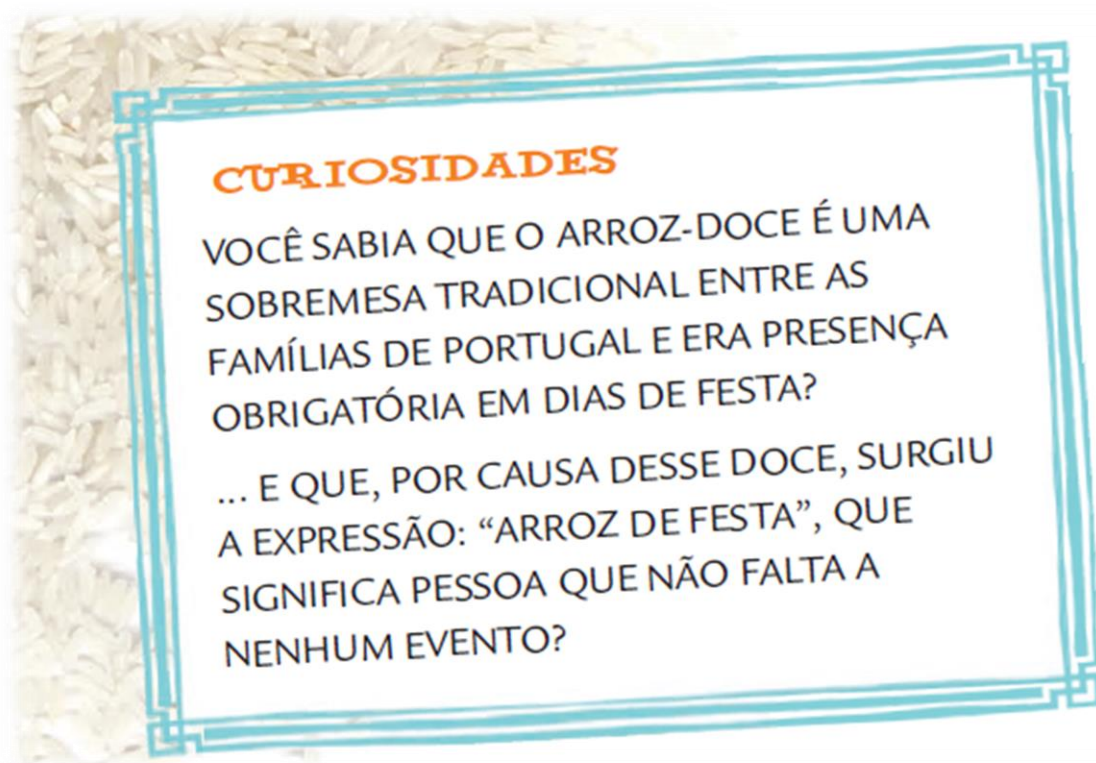 CURIOSIDADES
VOCÊ SABIA QUE O ARROZ-DOCE É UMA
SOBREMESA TRADICIONAL ENTRE AS
FAMÍLIAS DE PORTUGAL E ERA PRESENÇA
OBRIGATÓRIA EM DIAS DE FESTA?
... E QUE, POR CAUSA DESSE DOCE, SURGIU
A EXPRESSÃO: “ARROZ DE FESTA”, QUE
SIGNIFICA PESSOA QUE NÃO FALTA A
NENHUM EVENTO?